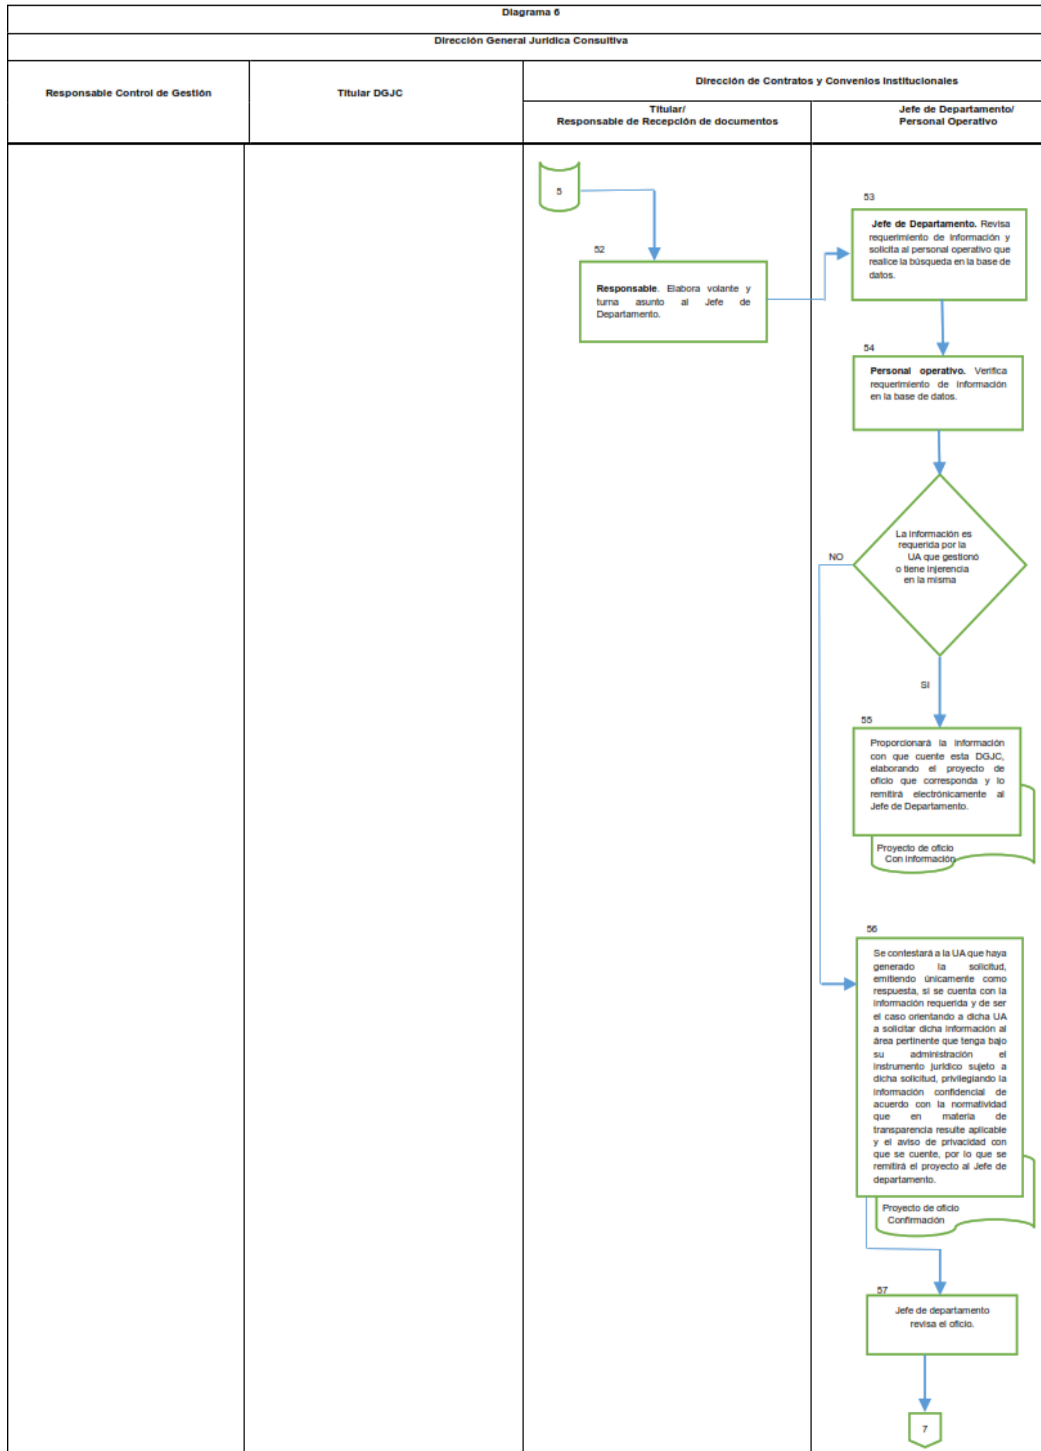 Diagrama 6
Dirección General Jurídica Consultiva
Responsable Control de Gestión
Titular DGJC
Dirección de Contratos y Convenios Institucionales
Titular/
Responsable de Recepción de documentos
Jefe de Departamento/
Personal Operativo
5
52
Responsable. Elabora volante y
turna asunto al Jefe de
Departamento.
53
Jefe de Departamento. Revisa
requerimiento de información y
solicita al personal operativo que
realice la búsqueda en la base de
datos.
54
Personal operativo. Verifica
requerimiento de información
en la base de datos.
La información es
requerida por la
UA que gestionó
o tiene injerencia
en la misma
NO
SI
55
Proporcionará la información
con que cuente esta DGJC,
elaborando el proyecto de
oficio que corresponda y lo
remitirá electrónicamente al
Jefe de Departamento.
Proyecto de oficio
Con información
56
Se contestará a la UA que haya
generado la solicitud,
emitiendo únicamente como
respuesta, si se cuenta con la
información requerida y de ser
el caso orientando a dicha UA
a solicitar dicha información al
área pertinente que tenga bajo
su administración el
instrumento jurídico sujeto a
dicha solicitud, privilegiando la
información confidencial de
acuerdo con la normatividad
que en materia de
transparencia resulte aplicable
y el aviso de privacidad con
que se cuente, por lo que se
remitirá el proyecto al Jefe de
departamento.
Proyecto de oficio
Confirmación
57
Jefe de departamento
revisa el oficio.
7